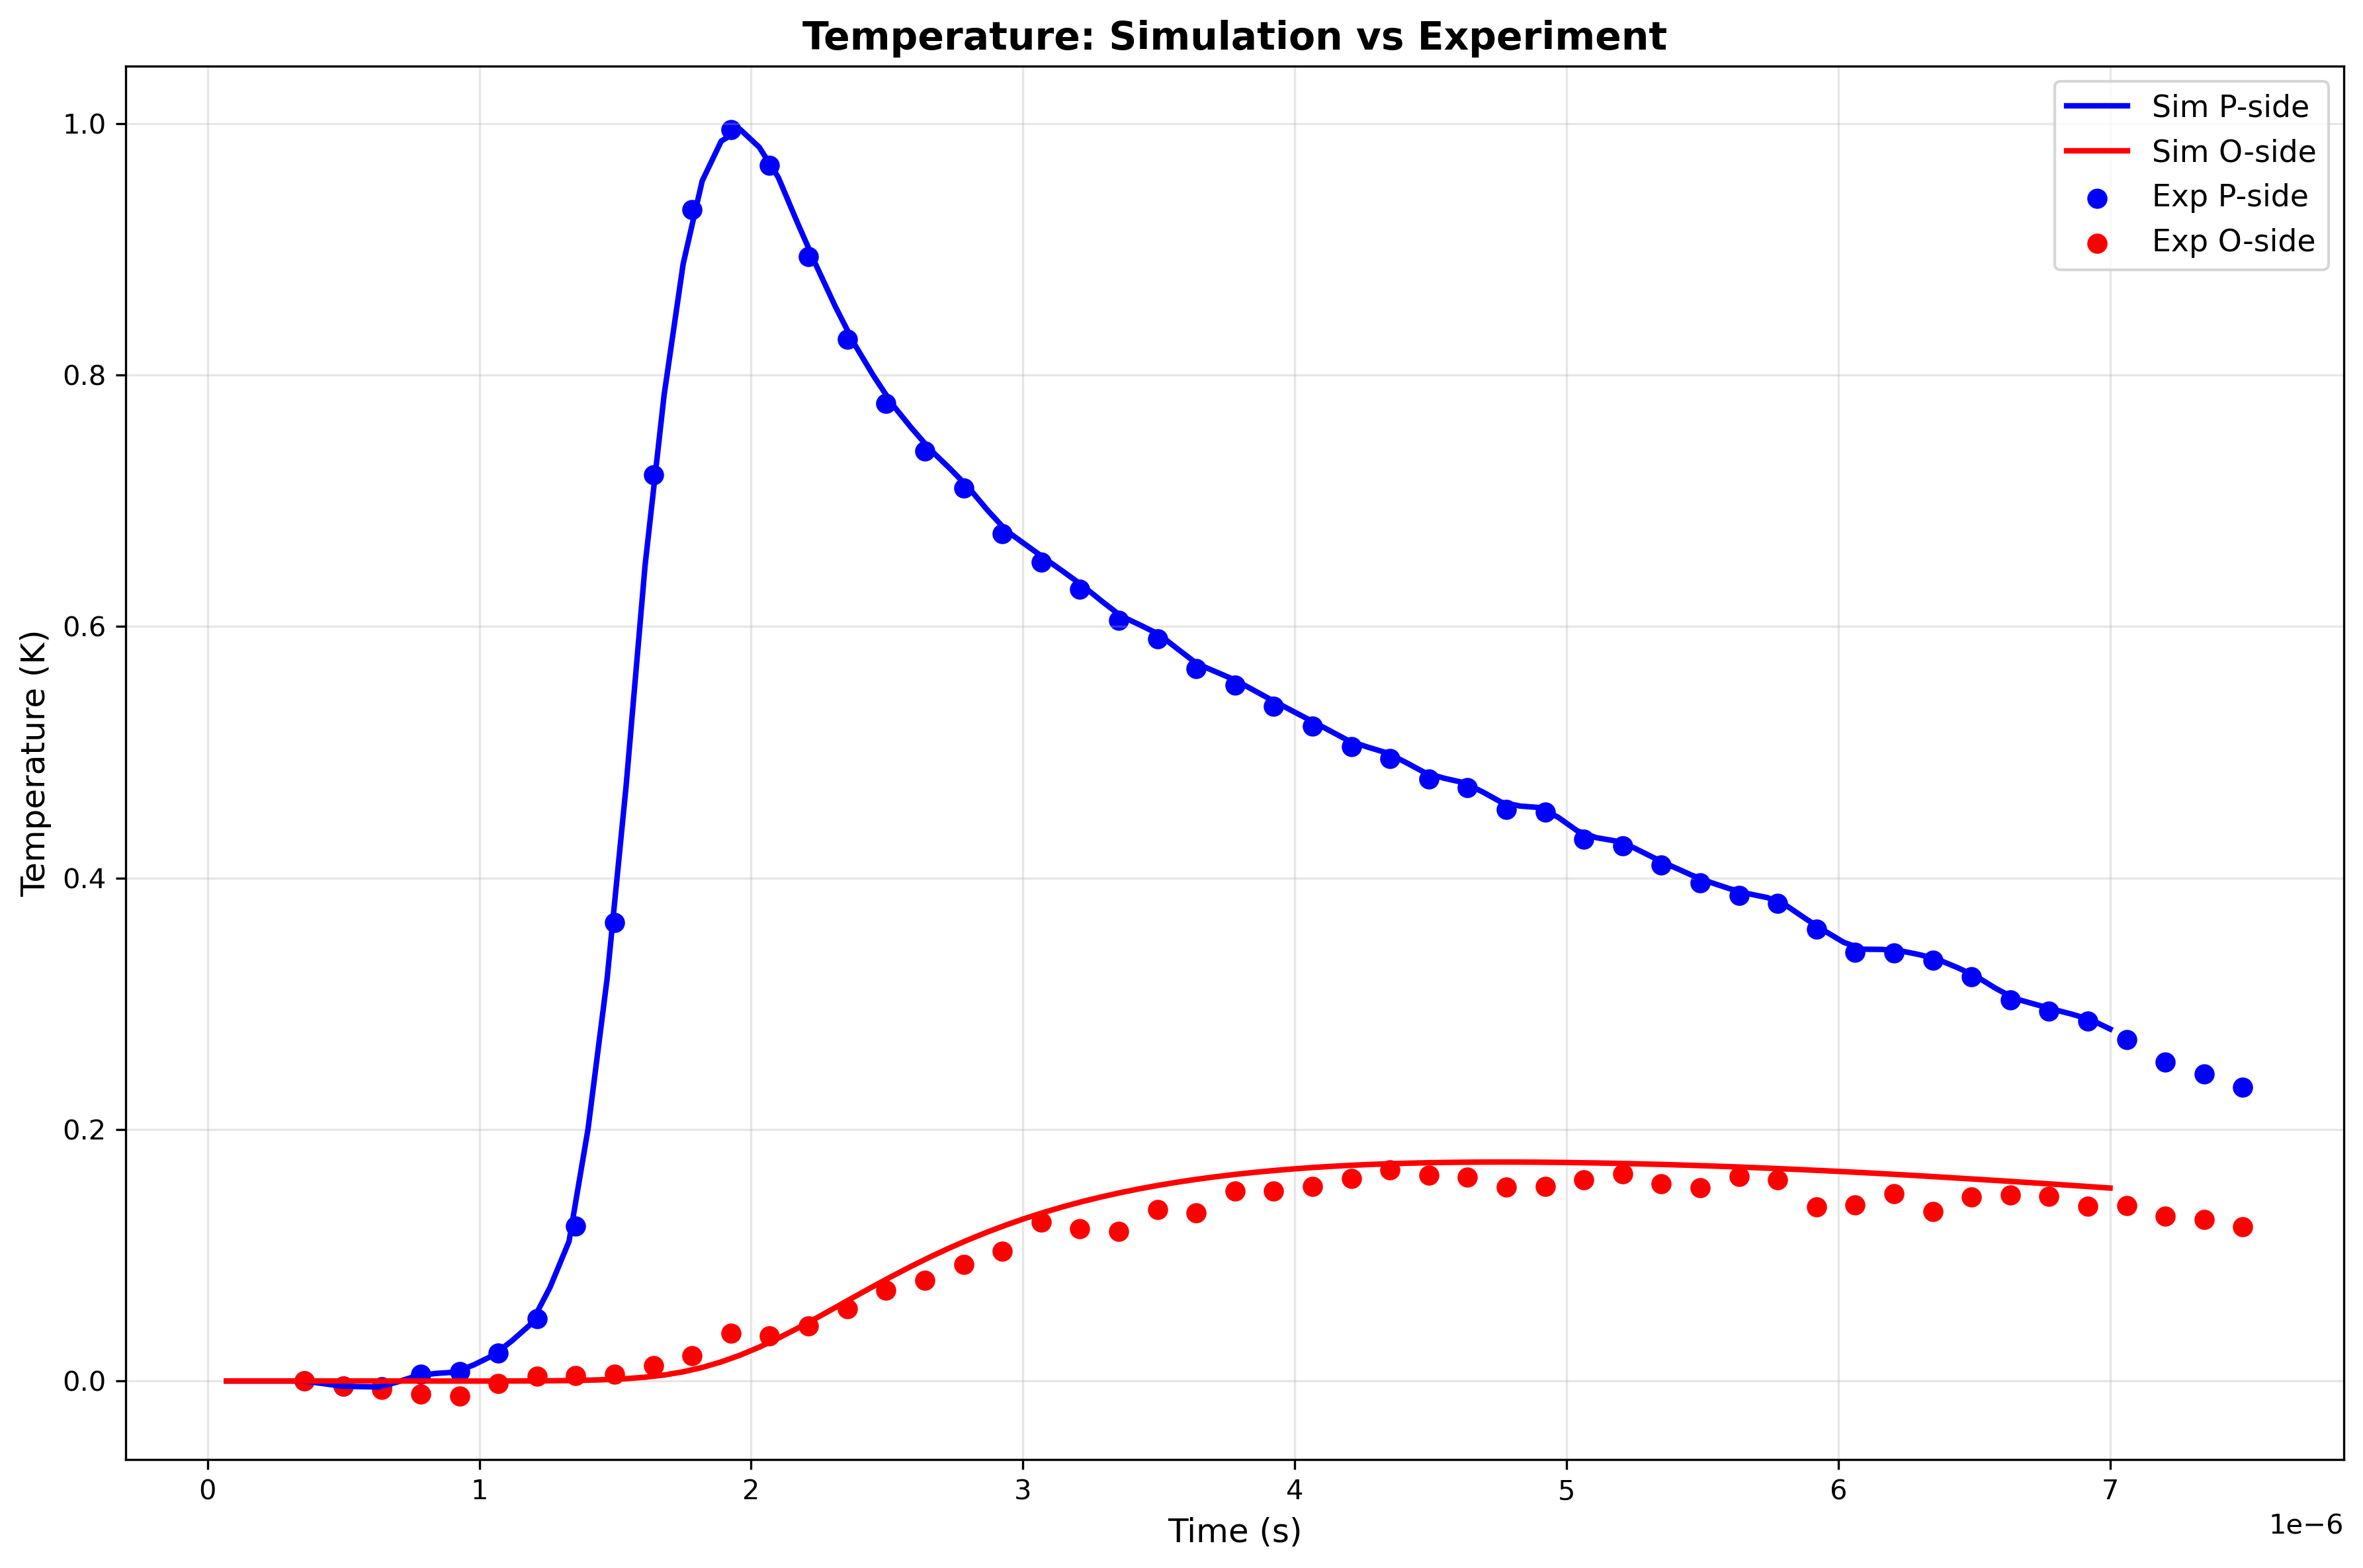 Temperature: Simulation vs Experiment
Sim P-side
Sim O-side
Exp P-side
Exp O-side
Temperature (K)
1.0
0.8
0.6
0.4
0.2
0.0
0 1 2 3 4 5 6 7
1e−6
Time (s)